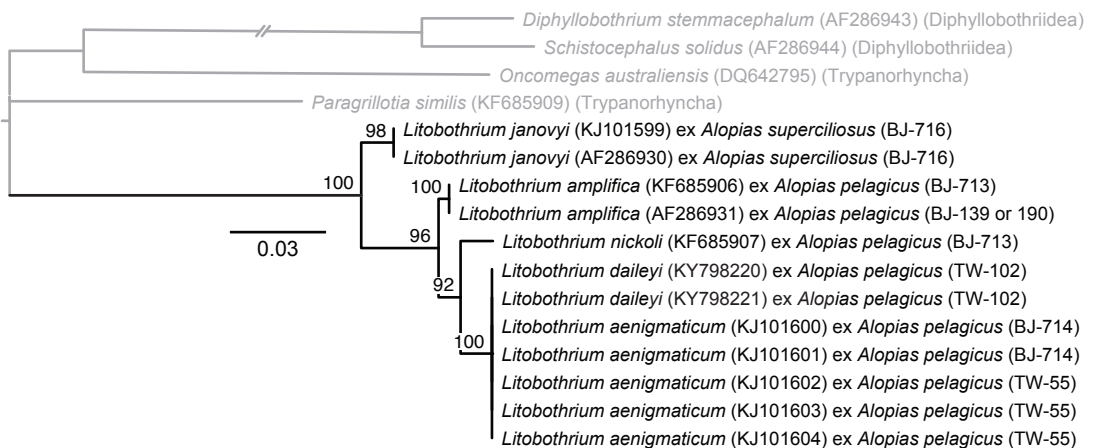 Diphyllobothrium stemmacephalum (AF286943) (Diphyllobothriidea)
Schistocephalus solidus (AF286944) (Diphyllobothriidea)
Oncomegas australiensis (DQ642795) (Trypanorhyncha)
Paragrillotia similis (KF685909) (Trypanorhyncha)
98 Litobothrium janovyi (KJ101599) ex Alopias superciliosus (BJ-716)
Litobothrium janovyi (AF286930) ex Alopias superciliosus (BJ-716)
100
100 Litobothrium amplifica (KF685906) ex Alopias pelagicus (BJ-713)
Litobothrium amplifica (AF286931) ex Alopias pelagicus (BJ-139 or 190)
96
0.03
Litobothrium nickoli (KF685907) ex Alopias pelagicus (BJ-713)
Litobothrium daileyi (KY798220) ex Alopias pelagicus (TW-102)
92
Litobothrium daileyi (KY798221) ex Alopias pelagicus (TW-102)
Litobothrium aenigmaticum (KJ101600) ex Alopias pelagicus (BJ-714)
100
Litobothrium aenigmaticum (KJ101601) ex Alopias pelagicus (BJ-714)
Litobothrium aenigmaticum (KJ101602) ex Alopias pelagicus (TW-55)
Litobothrium aenigmaticum (KJ101603) ex Alopias pelagicus (TW-55)
Litobothrium aenigmaticum (KJ101604) ex Alopias pelagicus (TW-55)